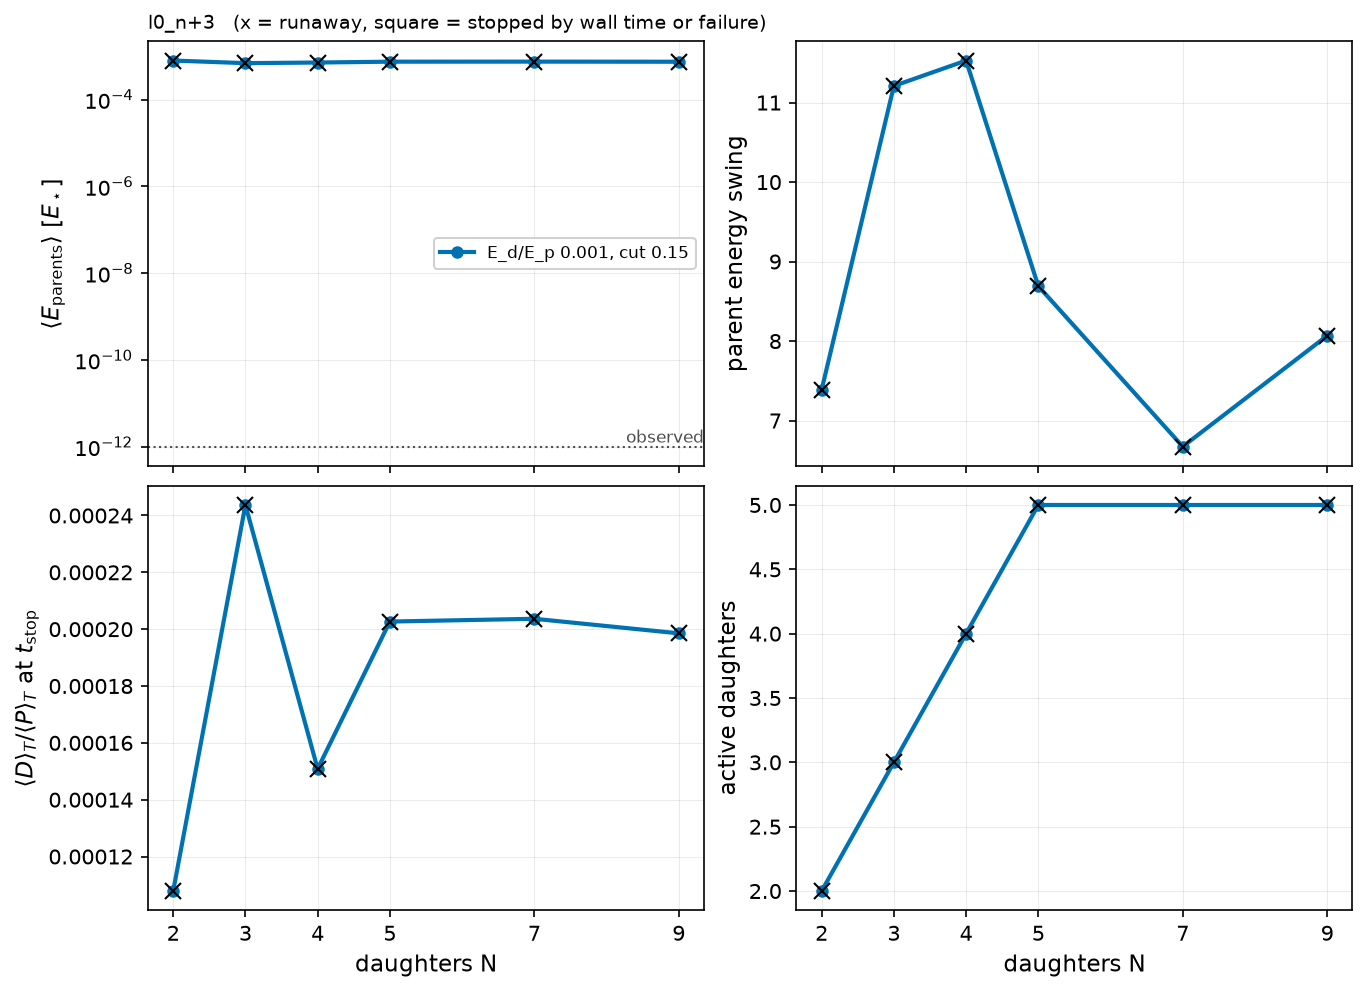 l0_n+3   (x = runaway, square = stopped by wall time or failure)
⟨E_parents⟩ [E_⋆]
10^−4
10^−6
10^−8
10^−10
10^−12
E_d/E_p 0.001, cut 0.15
observed
parent energy swing
11
10
9
8
7
⟨D⟩_T/⟨P⟩_T at t_stop
0.00024
0.00022
0.00020
0.00018
0.00016
0.00014
0.00012
2 3 4 5 7 9
daughters N
active daughters
5.0
4.5
4.0
3.5
3.0
2.5
2.0
2 3 4 5 7 9
daughters N